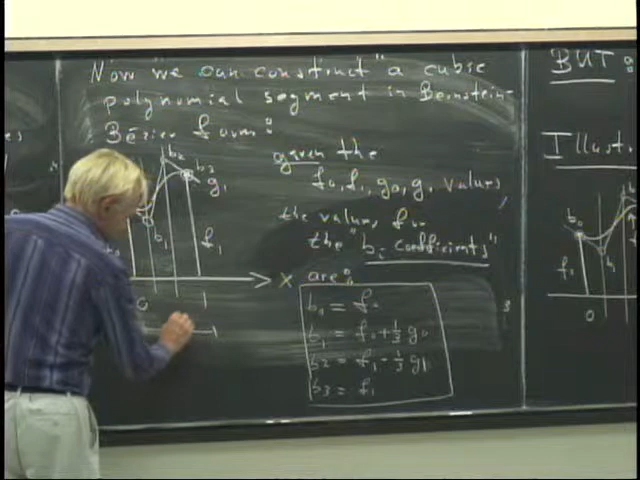 Now we can construct a cubic
polynomial segment in Bernstein-
Bézier form:
b2
b3
g1
b1
f1
x
0
1
given the
f0, f1, g0, g1 values,
the values for
the "bi coefficients"
are:
b0 = f0
b1 = f0 + 1/3 g0
b2 = f1 - 1/3 g1
b3 = f1
BUT
Illust.
b0
b1
f1
0